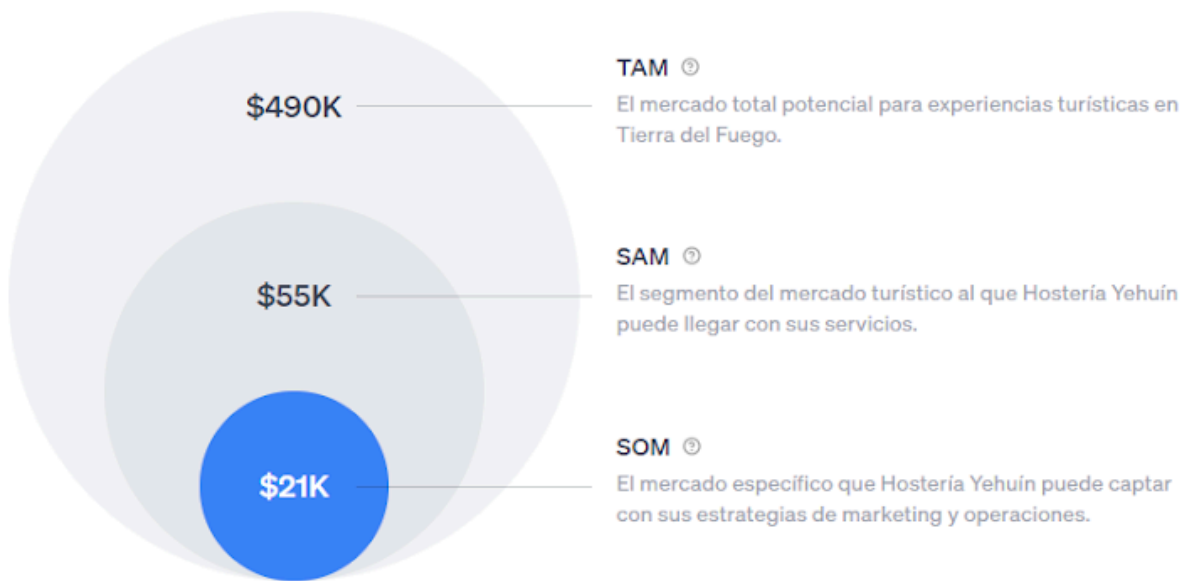 $490K
TAM
El mercado total potencial para experiencias turísticas en
Tierra del Fuego.
$55K
SAM
El segmento del mercado turístico al que Hostería Yehuín
puede llegar con sus servicios.
$21K
SOM
El mercado específico que Hostería Yehuín puede captar
con sus estrategias de marketing y operaciones.